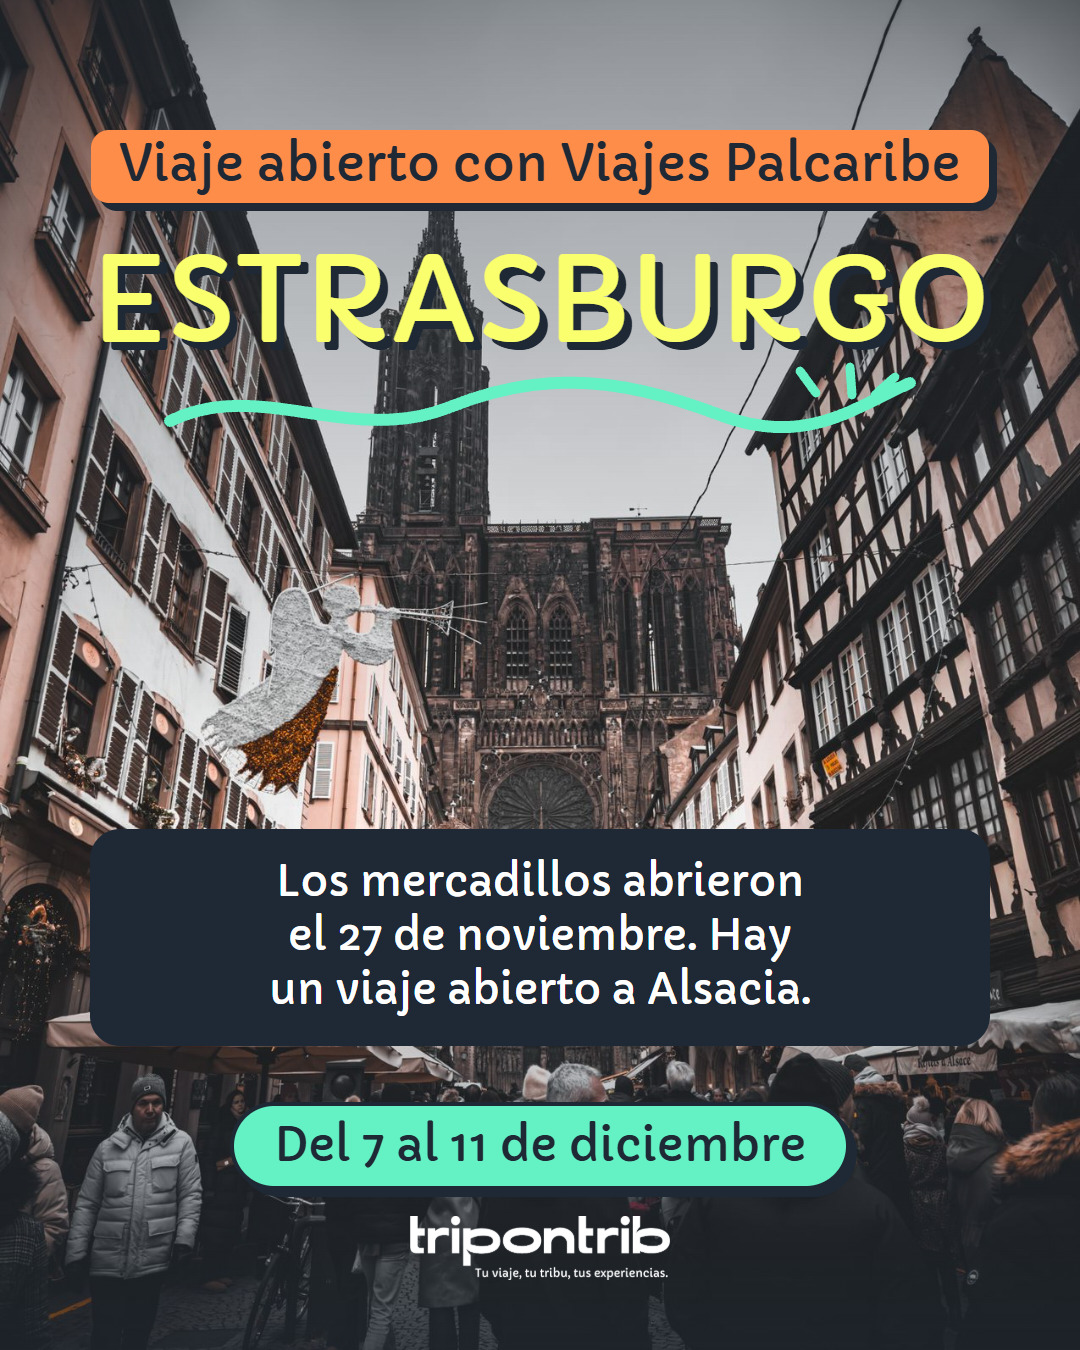 Viaje abierto con Viajes Palcaribe
ESTRASBURGO
Los mercadillos abrieron
el 27 de noviembre. Hay
un viaje abierto a Alsacia.
Del 7 al 11 de diciembre
tripontrib
Tu viaje, tu tribu, tus experiencias.